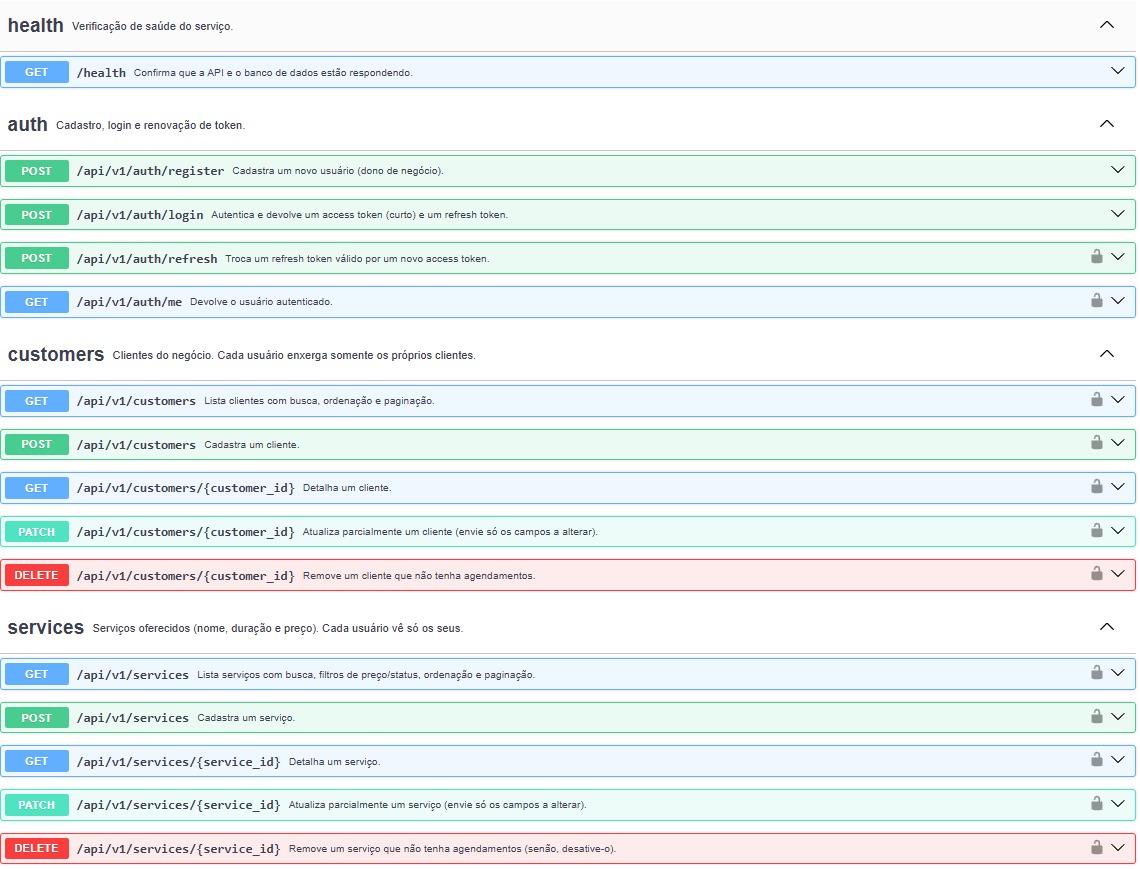 health Verificação de saúde do serviço.
GET /health Confirma que a API e o banco de dados estão respondendo.
auth Cadastro, login e renovação de token.
POST /api/v1/auth/register Cadastra um novo usuário (dono de negócio).
POST /api/v1/auth/login Autentica e devolve um access token (curto) e um refresh token.
POST /api/v1/auth/refresh Troca um refresh token válido por um novo access token.
GET /api/v1/auth/me Devolve o usuário autenticado.
customers Clientes do negócio. Cada usuário enxerga somente os próprios clientes.
GET /api/v1/customers Lista clientes com busca, ordenação e paginação.
POST /api/v1/customers Cadastra um cliente.
GET /api/v1/customers/{customer_id} Detalha um cliente.
PATCH /api/v1/customers/{customer_id} Atualiza parcialmente um cliente (envie só os campos a alterar).
DELETE /api/v1/customers/{customer_id} Remove um cliente que não tenha agendamentos.
services Serviços oferecidos (nome, duração e preço). Cada usuário vê só os seus.
GET /api/v1/services Lista serviços com busca, filtros de preço/status, ordenação e paginação.
POST /api/v1/services Cadastra um serviço.
GET /api/v1/services/{service_id} Detalha um serviço.
PATCH /api/v1/services/{service_id} Atualiza parcialmente um serviço (envie só os campos a alterar).
DELETE /api/v1/services/{service_id} Remove um serviço que não tenha agendamentos (senão, desative-o).